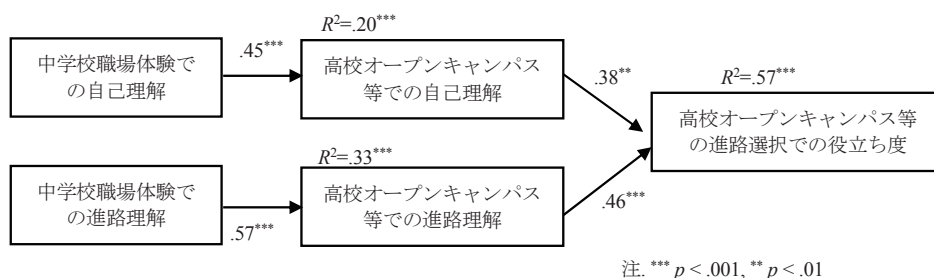 R²=.20***
中学校職場体験で
の自己理解
.45***
高校オープンキャンパス
等での自己理解
.38**
R²=.57***
高校オープンキャンパス等
の進路選択での役立ち度
R²=.33***
中学校職場体験で
の進路理解
.57***
高校オープンキャンパス
等での進路理解
.46***
注. *** p < .001, ** p < .01